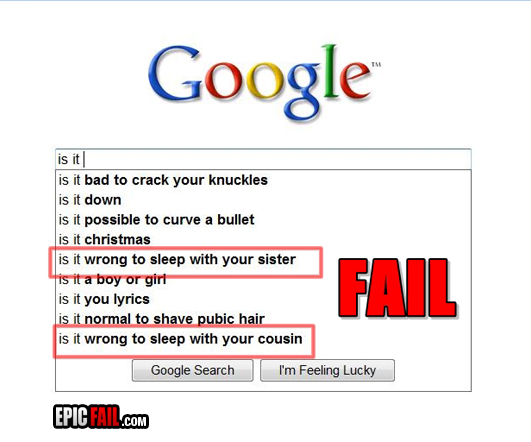 Google™
is it
is it bad to crack your knuckles
is it down
is it possible to curve a bullet
is it christmas
is it wrong to sleep with your sister
is it a boy or girl
is it you lyrics
is it normal to shave pubic hair
is it wrong to sleep with your cousin
FAIL
Google Search I'm Feeling Lucky
EPICFAIL.COM